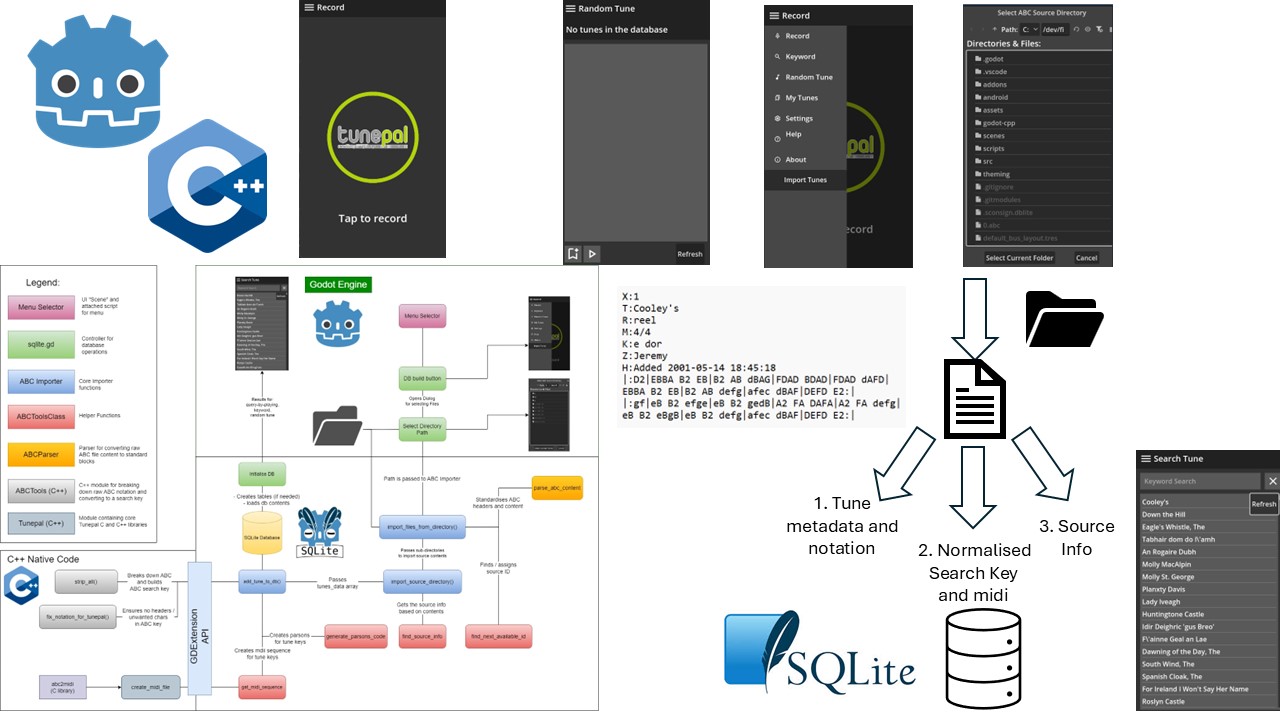 Record
tunepal
Tap to record
Random Tune
No tunes in the database
Refresh
Record
Record
Keyword
Random Tune
My Tunes
Settings
Help
About
Import Tunes
pal
ecord
Select ABC Source Directory
Path: C: /dev/fi
Directories & Files:
.godot
.vscode
addons
android
assets
godot-cpp
scenes
scripts
src
theming
.gitignore
.gitmodules
.sconsign.dblite
0.abc
default_bus_layout.tres
Select Current Folder
Cancel
Legend:
Menu Selector
UI "Scene" and
attached script
for menu
sqlite.gd
Controller for
database
operations
ABC Importer
Core Importer
functions
ABCToolsClass
Helper Functions
ABCParser
Parser for converting raw
ABC file content to standard
blocks
ABCTools (C++)
C++ module for breaking
down raw ABC notation and
converting to a search key
Tunepal (C++)
Module containing core
Tunepal C and C++ libraries
Godot Engine
Search Tune
Menu Selector
DB build button
Opens Dialog
for selecting Files
Select Directory
Path
Results for
query-by-playing,
keyword,
random tune
Initialise DB
- Creates tables (if needed)
- loads db contents
SQLite Database
SQLite
Path is passed to ABC Importer
parse_abc_content
Standardises ABC
headers and content
import_files_from_directory()
Passes sub-directories
to import source contents
Finds / assigns
source ID
add_tune_to_db()
Passes
tunes_data array
import_source_directory()
Gets the source info
based on contents
Creates parsons
for tune keys
generate_parsons_code
find_source_info
find_next_available_id
Creates midi sequence
for tune keys
get_midi_sequence
C++ Native Code
C++
strip_all()
Breaks down ABC
and builds
ABC search key
fix_notation_for_tunepal()
Ensures no headers /
unwanted chars
in ABC key
GDExtension
API
abc2midi
(C library)
create_midi_file
X:1
T:Cooley's
R:Reel
M:4/4
K:e dor
Z:Jeremy
H:Added 2001-05-14 18:45:18
|:D2|EBBA B2 EB|B2 AB dBAG|FDAD BDAD|FDAD dAFD|
EBBA B2 EB|B2 AB defg|afec dBAF|DEFD E2:|
|:gf|eB B2 efge|eB B2 gedB|A2 FA DAFA|A2 FA defg|
eB B2 eBgB|eB B2 defg|afec dBAF|DEFD E2:|
1. Tune
metadata and
notation
2. Normalised
Search Key
and midi
3. Source
Info
SQLite
Search Tune
Keyword Search
Refresh
Cooley's
Down the Hill
Eagle's Whistle, The
Tabhair dom do l\'amh
An Rogaire Dubh
Molly MacAlpin
Molly St. George
Planxty Davis
Lady Iveagh
Huntingtone Castle
Idir Deighric 'gus Breo'
F\'ainne Geal an Lae
Dawning of the Day, The
South Wind, The
Spanish Cloak, The
For Ireland I Won't Say Her Name
Roslyn Castle